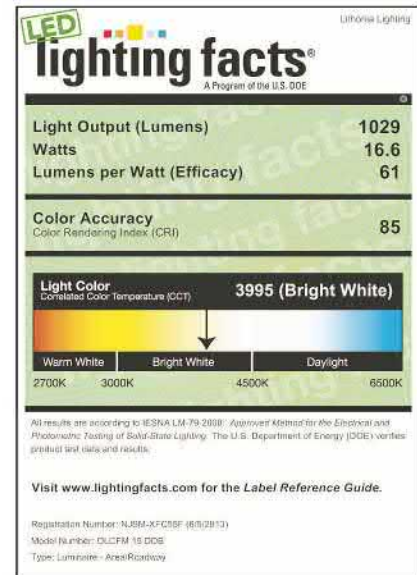 LED
Lithonia Lighting
lighting facts®
A Program of the U.S. DOE
Light Output (Lumens) 1029
Watts 16.6
Lumens per Watt (Efficacy) 61
Color Accuracy 85
Color Rendering Index (CRI)
Light Color 3995 (Bright White)
Correlated Color Temperature (CCT)
Warm White Bright White Daylight
2700K 3000K 4500K 6500K
All results are according to IESNA LM-79-2008: Approved Method for the Electrical and
Photometric Testing of Solid-State Lighting. The U.S. Department of Energy (DOE) verifies
product test data and results.
Visit www.lightingfacts.com for the Label Reference Guide.
Registration Number: (6/5/2013)
Model Number: OLCFM 15 DDB
Type: Luminaire - Area/Roadway